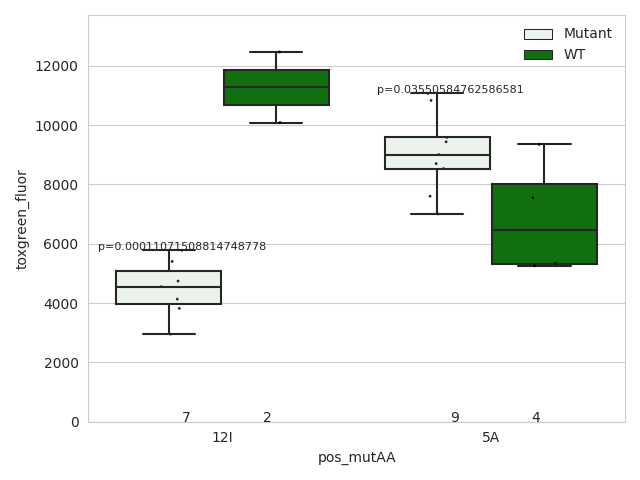 Mutant
WT
toxgreen_fluor
12000
10000
8000
6000
4000
2000
0
p=0.03550584762586581
p=0.00011071508814748778
7
2
9
4
12I
5A
pos_mutAA